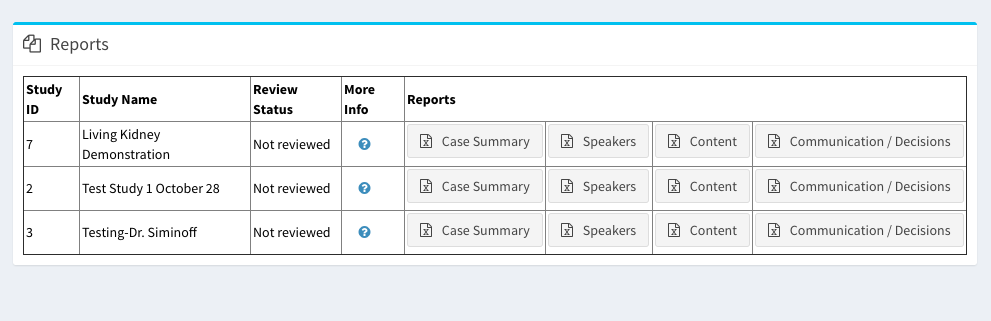 Reports
Study ID Study Name Review Status More Info Reports
7 Living Kidney Demonstration Not reviewed ? Case Summary Speakers Content Communication / Decisions
2 Test Study 1 October 28 Not reviewed ? Case Summary Speakers Content Communication / Decisions
3 Testing-Dr. Siminoff Not reviewed ? Case Summary Speakers Content Communication / Decisions